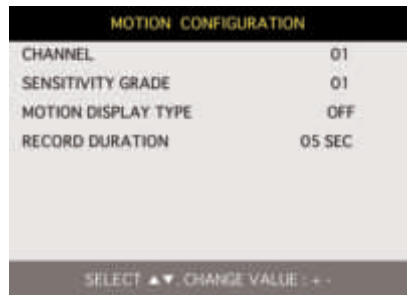 MOTION CONFIGURATION
CHANNEL 01
SENSITIVITY GRADE 01
MOTION DISPLAY TYPE OFF
RECORD DURATION 05 SEC
SELECT ▲▼. CHANGE VALUE : + -